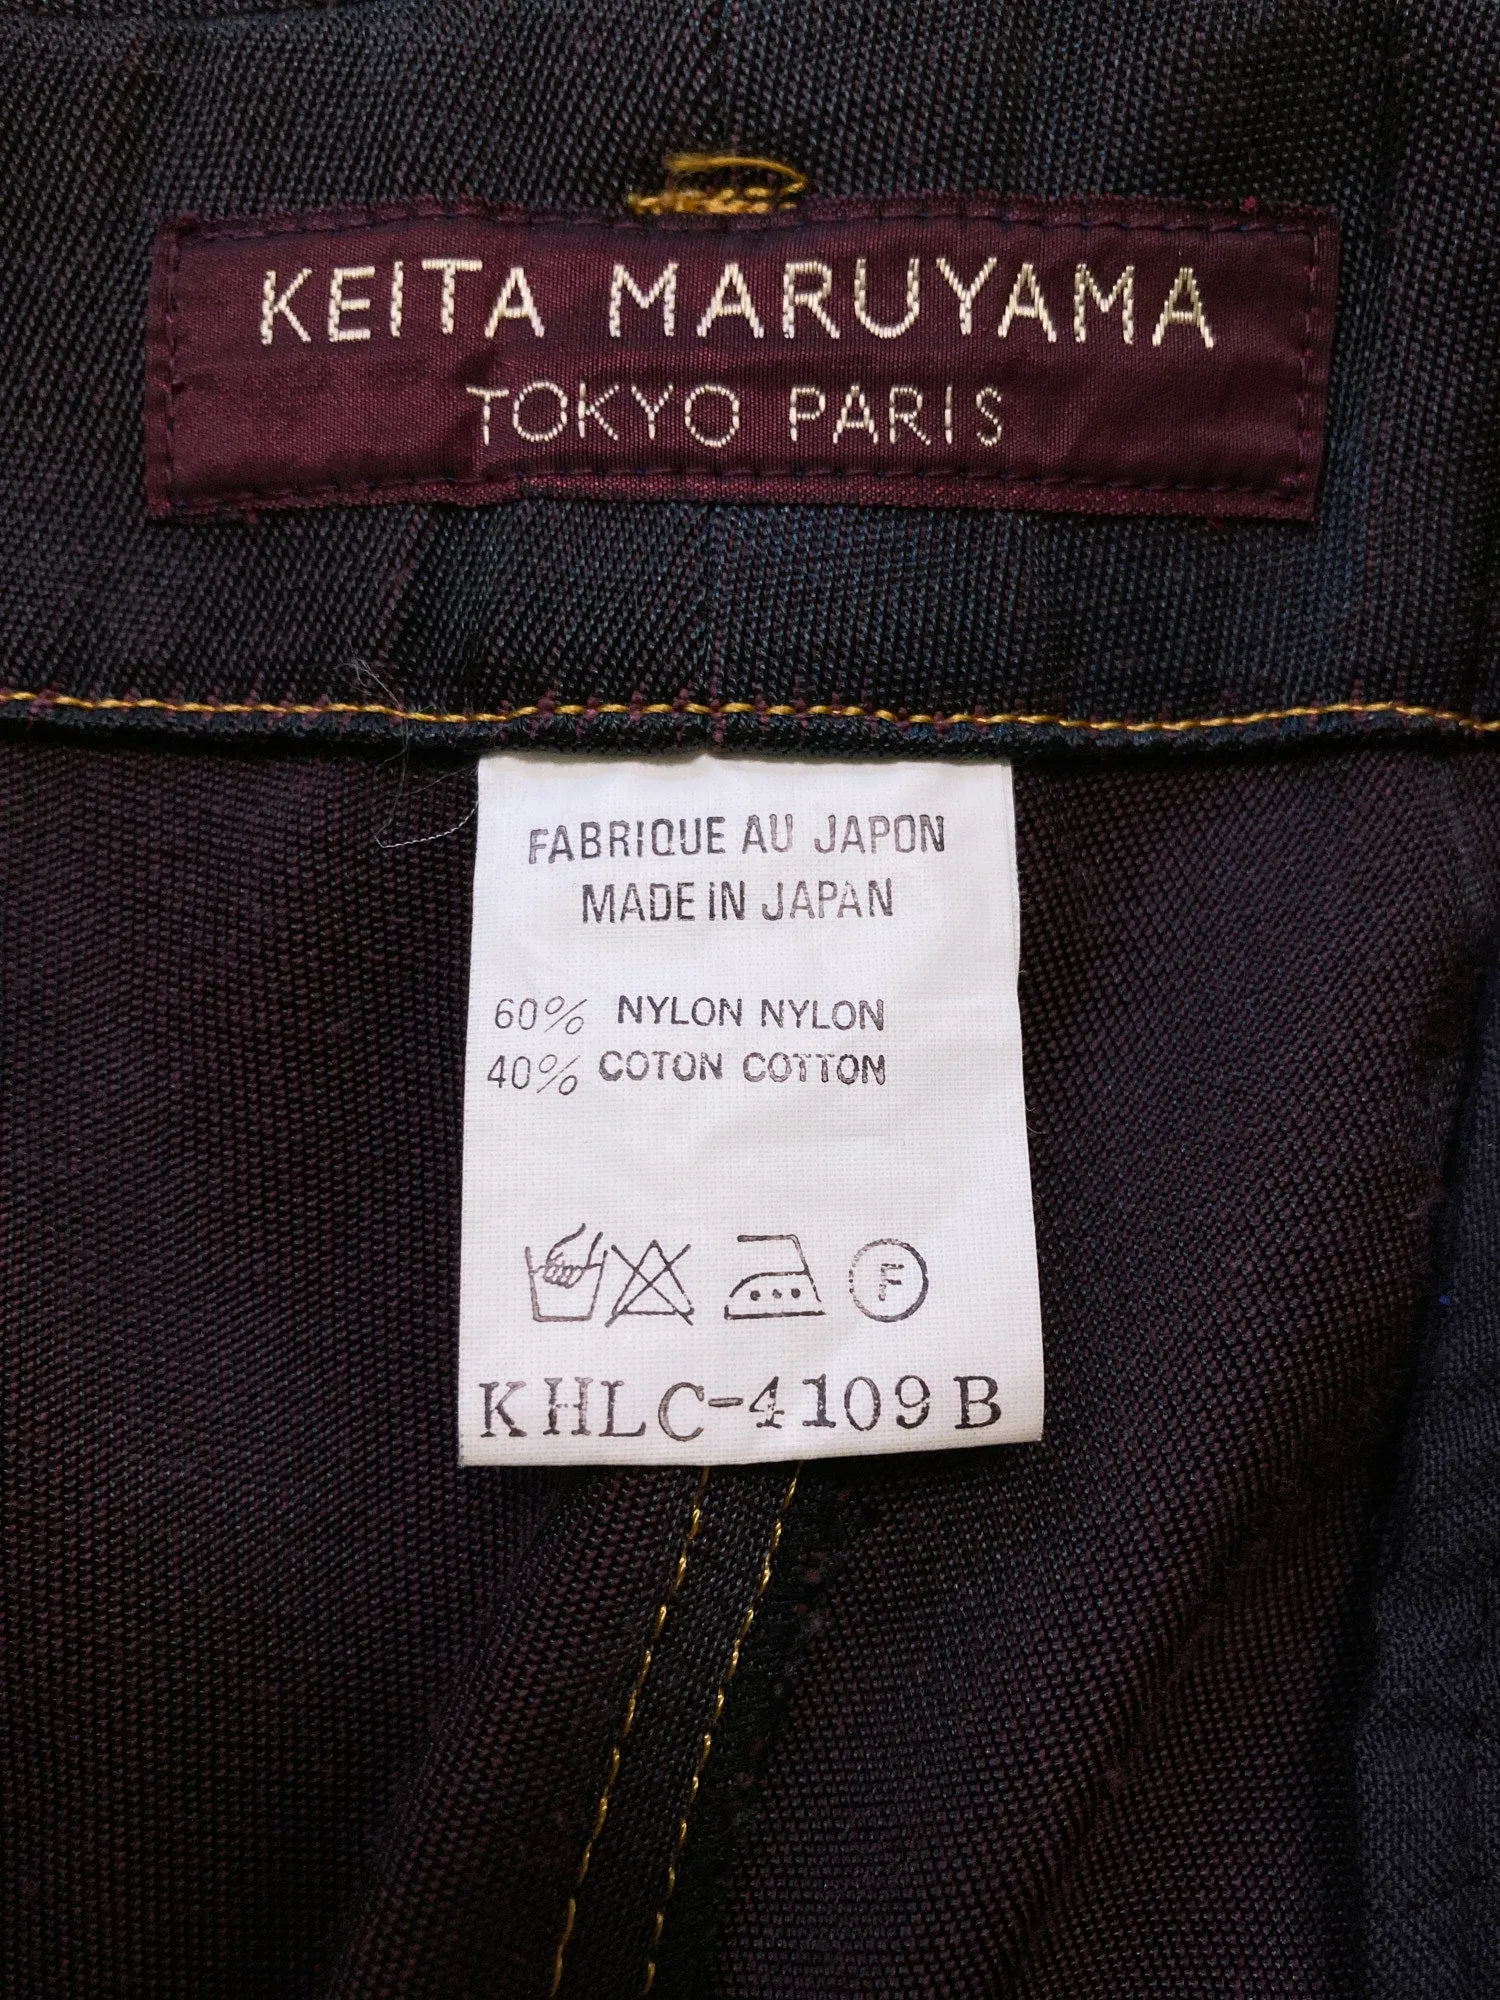 KEITA MARUYAMA
TOKYO PARIS
FABRIQUE AU JAPON
MADE IN JAPAN
60% NYLON NYLON
40% COTON COTTON
F
KHLC-4109B